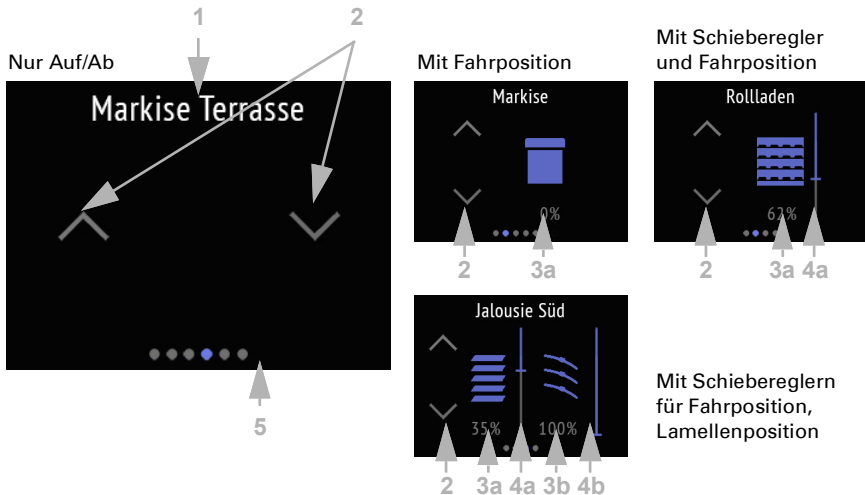 1
2
Nur Auf/Ab
Markise Terrasse
5
Mit Fahrposition
Markise
0%
2
3a
Mit Schieberegler
und Fahrposition
Rollladen
62%
2
3a
4a
Jalousie Süd
35%
100%
2
3a
4a
3b
4b
Mit Schiebereglern
für Fahrposition,
Lamellenposition